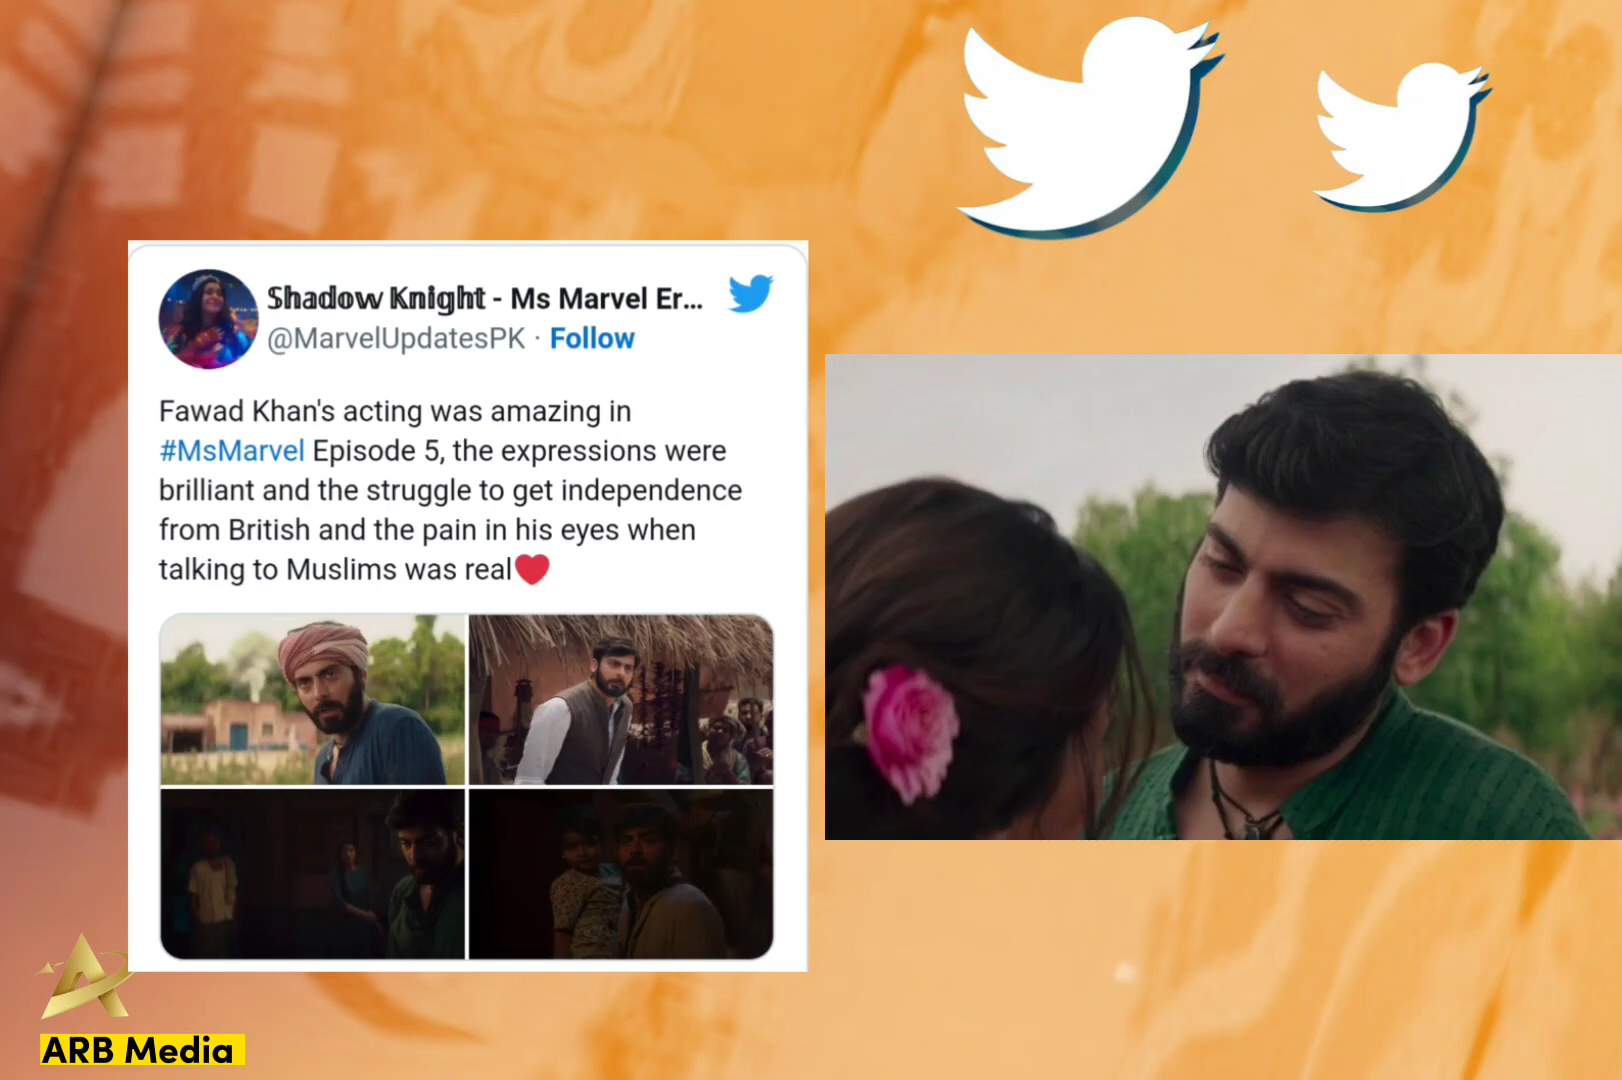 Shadow Knight - Ms Marvel Er...
@MarvelUpdatesPK · Follow
Fawad Khan's acting was amazing in
#MsMarvel Episode 5, the expressions were
brilliant and the struggle to get independence
from British and the pain in his eyes when
talking to Muslims was real❤️
ARB Media